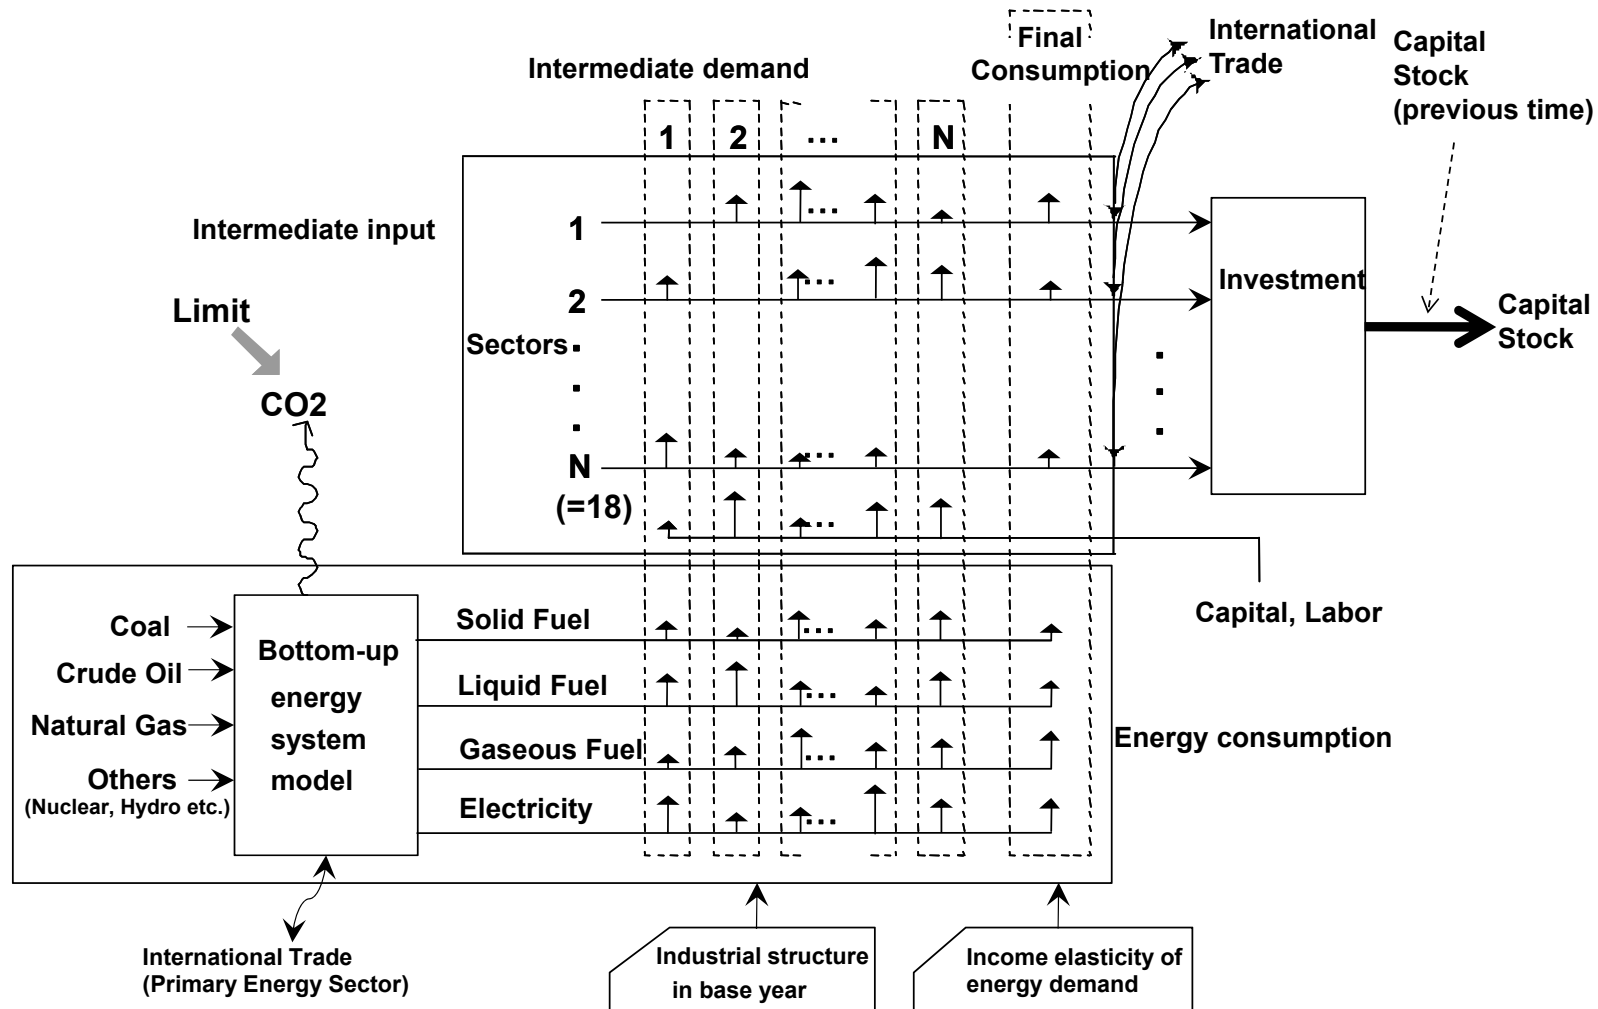 Final
Consumption
International
Trade
Capital
Stock
(previous time)
Intermediate demand
1
2
...
N
Intermediate input
1
...
2
...
Investment
Limit
Sectors
Capital
Stock
CO2
N
...
(=18)
...
Capital, Labor
Coal
Crude Oil
Natural Gas
Others
(Nuclear, Hydro etc.)
Bottom-up
energy
system
model
Solid Fuel
...
Liquid Fuel
...
Gaseous Fuel
...
Electricity
...
Energy consumption
International Trade
(Primary Energy Sector)
Industrial structure
in base year
Income elasticity of
energy demand